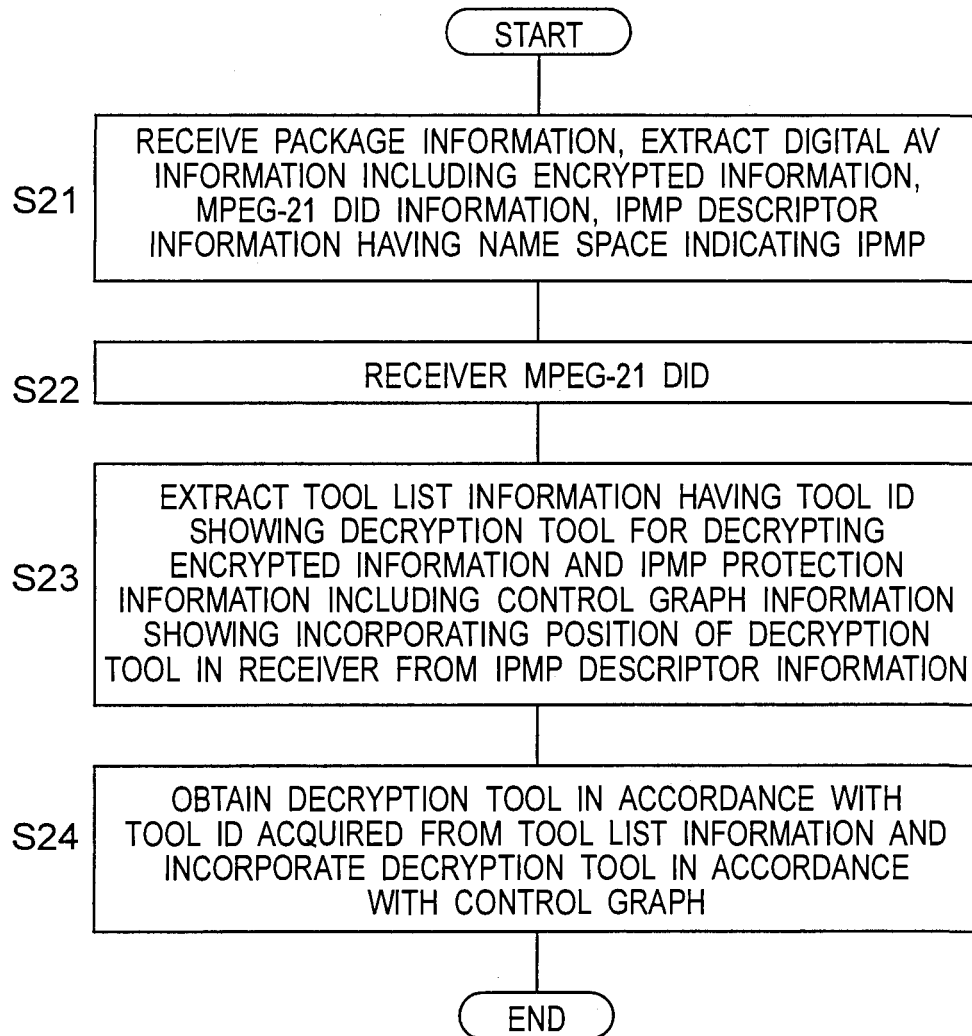 START
S21
RECEIVE PACKAGE INFORMATION, EXTRACT DIGITAL AV
INFORMATION INCLUDING ENCRYPTED INFORMATION,
MPEG-21 DID INFORMATION, IPMP DESCRIPTOR
INFORMATION HAVING NAME SPACE INDICATING IPMP
S22
RECEIVER MPEG-21 DID
S23
EXTRACT TOOL LIST INFORMATION HAVING TOOL ID
SHOWING DECRYPTION TOOL FOR DECRYPTING
ENCRYPTED INFORMATION AND IPMP PROTECTION
INFORMATION INCLUDING CONTROL GRAPH INFORMATION
SHOWING INCORPORATING POSITION OF DECRYPTION
TOOL IN RECEIVER FROM IPMP DESCRIPTOR INFORMATION
S24
OBTAIN DECRYPTION TOOL IN ACCORDANCE WITH
TOOL ID ACQUIRED FROM TOOL LIST INFORMATION AND
INCORPORATE DECRYPTION TOOL IN ACCORDANCE
WITH CONTROL GRAPH
END